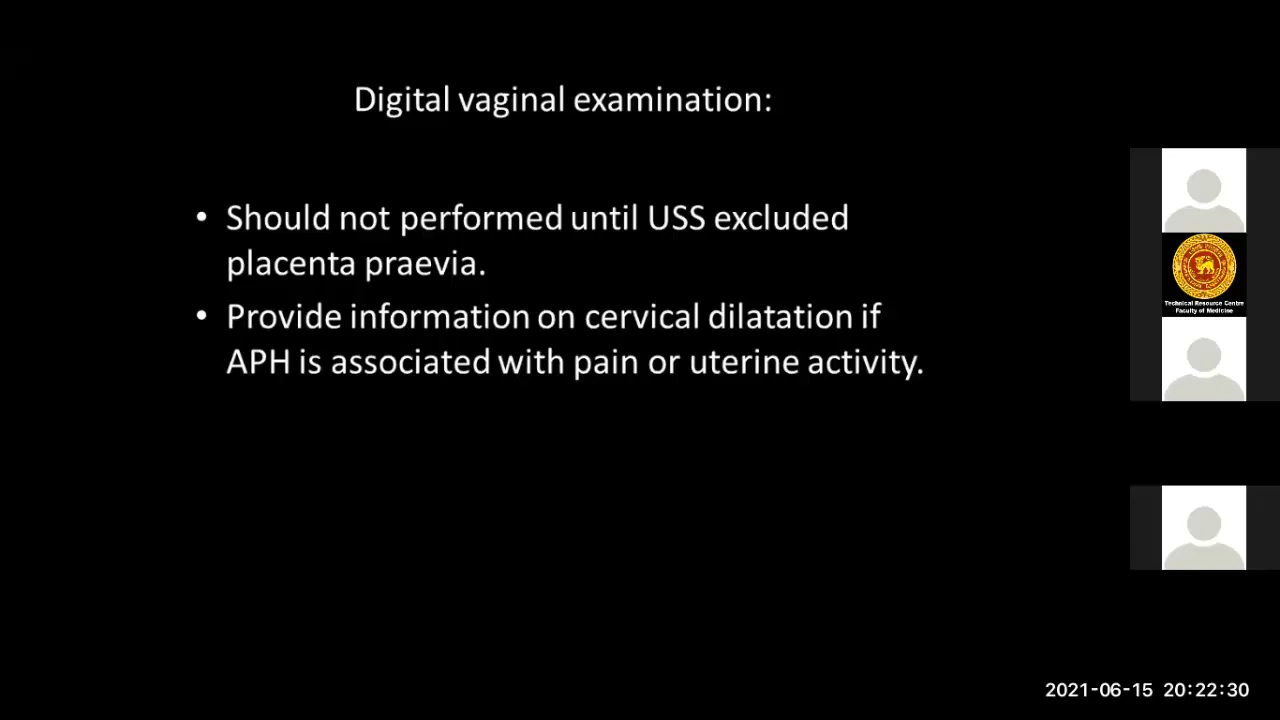 Digital vaginal examination:
• Should not performed until USS excluded
placenta praevia.
• Provide information on cervical dilatation if
APH is associated with pain or uterine activity.
Technical Resource Centre
Faculty of Medicine
2021-06-15 20:22:30